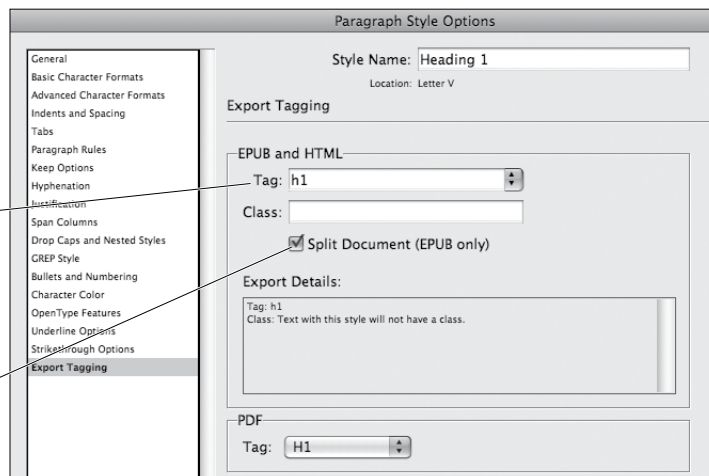 Paragraph Style Options
General
Basic Character Formats
Advanced Character Formats
Indents and Spacing
Tabs
Paragraph Rules
Keep Options
Hyphenation
Justification
Span Columns
Drop Caps and Nested Styles
GREP Style
Bullets and Numbering
Character Color
OpenType Features
Underline Options
Strikethrough Options
Export Tagging
Style Name: Heading 1
Location: Letter V
Export Tagging
EPUB and HTML
Tag: h1
Class:
Split Document (EPUB only)
Export Details:
Tag: h1
Class: Text with this style will not have a class.
PDF
Tag: H1